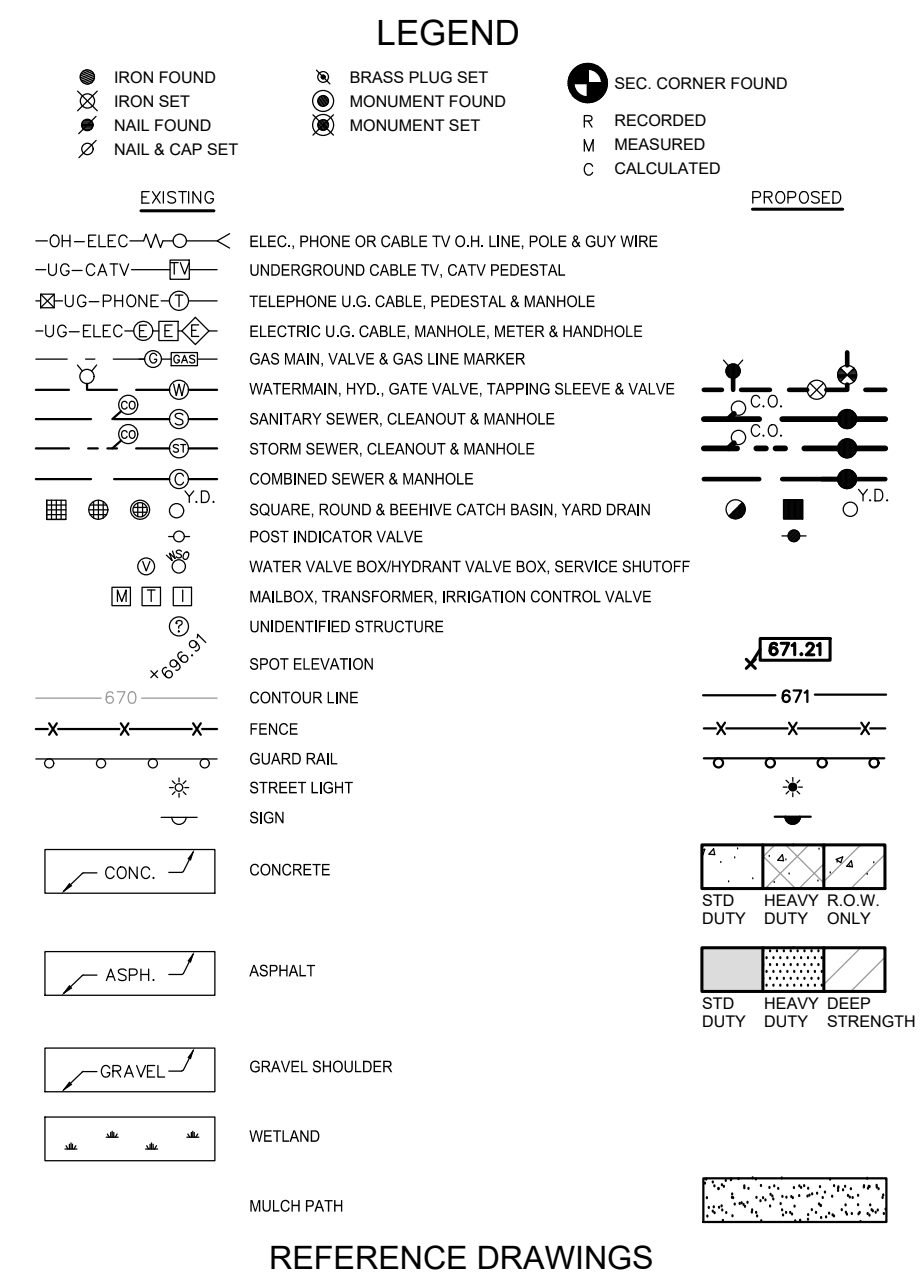 LEGEND
IRON FOUND
IRON SET
NAIL FOUND
NAIL & CAP SET
BRASS PLUG SET
MONUMENT FOUND
MONUMENT SET
SEC. CORNER FOUND
R RECORDED
M MEASURED
C CALCULATED
EXISTING PROPOSED
OH-ELEC ELEC., PHONE OR CABLE TV O.H. LINE, POLE & GUY WIRE
UG-CATV TV UNDERGROUND CABLE TV, CATV PEDESTAL
UG-PHONE T TELEPHONE U.G. CABLE, PEDESTAL & MANHOLE
UG-ELEC E E E ELECTRIC U.G. CABLE, MANHOLE, METER & HANDHOLE
G GAS GAS MAIN, VALVE & GAS LINE MARKER
W WATERMAIN, HYD., GATE VALVE, TAPPING SLEEVE & VALVE
CO S SANITARY SEWER, CLEANOUT & MANHOLE C.O.
CO ST STORM SEWER, CLEANOUT & MANHOLE C.O.
C COMBINED SEWER & MANHOLE
Y.D. SQUARE, ROUND & BEEHIVE CATCH BASIN, YARD DRAIN Y.D.
POST INDICATOR VALVE
V WSO WATER VALVE BOX/HYDRANT VALVE BOX, SERVICE SHUTOFF
M T I MAILBOX, TRANSFORMER, IRRIGATION CONTROL VALVE
? UNIDENTIFIED STRUCTURE
+696.91 SPOT ELEVATION 671.21
670 CONTOUR LINE 671
FENCE
GUARD RAIL
STREET LIGHT
SIGN
CONC. CONCRETE
STD HEAVY R.O.W.
DUTY DUTY ONLY
ASPH. ASPHALT
STD HEAVY DEEP
DUTY DUTY STRENGTH
GRAVEL GRAVEL SHOULDER
WETLAND
MULCH PATH
REFERENCE DRAWINGS